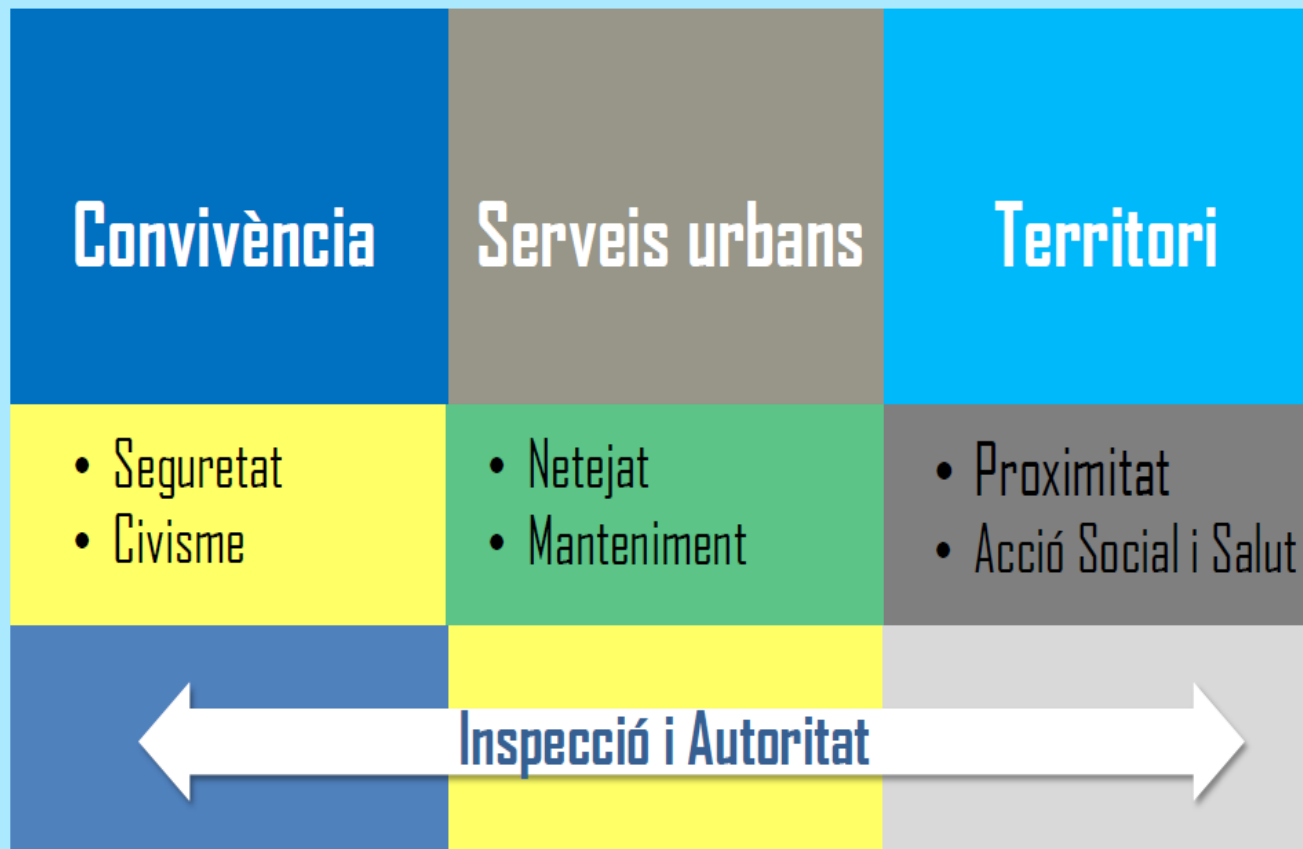 Convivència
Serveis urbans
Territori
• Seguretat
• Civisme
• Netejat
• Manteniment
• Proximitat
• Acció Social i Salut
Inspecció i Autoritat